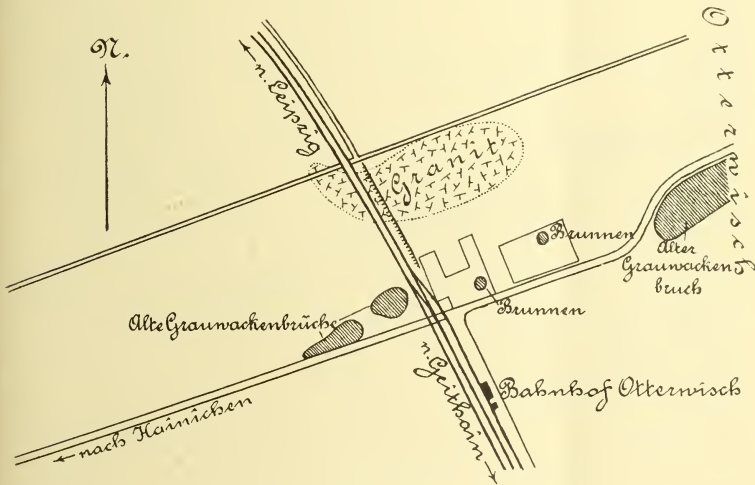 N.
n. Leipzig
Otterwisch
Granit
Brunnen
Alter
Grauwacken
bruch
Brunnen
Alte Grauwackenbrüche
n. Geithain
Bahnhof Otterwisch
← nach Hainichen